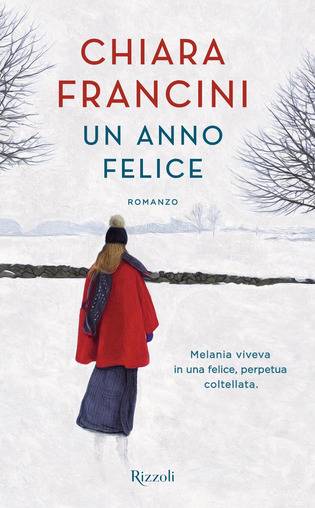 CHIARA
FRANCINI
UN ANNO
FELICE
ROMANZO
Melania viveva
in una felice, perpetua
coltellata.
Rizzoli